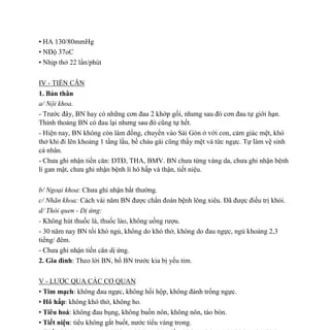 • HA 130/80mmHg
• NĐộ 37oC
• Nhịp thở 22 lần/phút
IV - TIỀN CĂN
1. Bản thân
a/ Nội khoa.
- Trước đây, BN hay có những cơn đau 2 khớp gối, nhưng sau đó cơn đau tự giới hạn.
Thỉnh thoảng BN có đau lại nhưng sau đó cũng tự hết.
- Hiện nay, BN không còn làm đồng, chuyển vào Sài Gòn ở với con, cảm giác mệt, khó
thở khi đi lên khoảng 1 tầng lầu, bế cháu gái cũng thấy mệt và tức ngực. Tự làm vệ sinh
cá nhân.
- Chưa ghi nhận tiền căn: ĐTĐ, THA, BMV. BN chưa từng vàng da, chưa ghi nhận bệnh
lí gan mật, chưa ghi nhận bệnh lí hô hấp và thận, tiết niệu.
b/ Ngoại khoa: Chưa ghi nhận bất thường.
c/ Nhãn khoa: Cách vài năm BN được chẩn đoán bệnh lông xiêu. Đã được điều trị khỏi.
d/ Thói quen - Dị ứng:
- Không hút thuốc lá, thuốc lào, không uống rượu.
- 30 năm nay BN tối khó ngủ, không do khó thở, không do đau ngực, ngủ khoảng 2,3
tiếng/ đêm.
- Chưa ghi nhận tiền căn dị ứng.
2. Gia đình: Theo lời BN, bố BN trước kia bị yếu tim.
V - LƯỢC QUA CÁC CƠ QUAN
• Tim mạch: không đau ngực, không hồi hộp, không đánh trống ngực.
• Hô hấp: không khó thở, không ho.
• Tiêu hoá: không đau bụng, không buồn nôn, không nôn, táo bón.
• Tiết niệu: tiểu không gắt buốt, nước tiểu vàng trong.